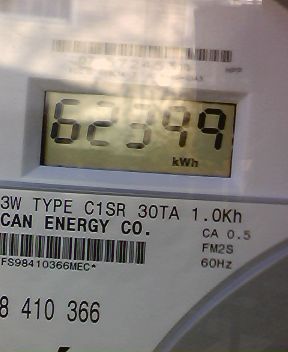 62399
kWh
3W TYPE C1SR 30TA 1.0Kh
CAN ENERGY CO.
CA 0.5
FM2S
FS98410366MEC*
60Hz
8 410 366